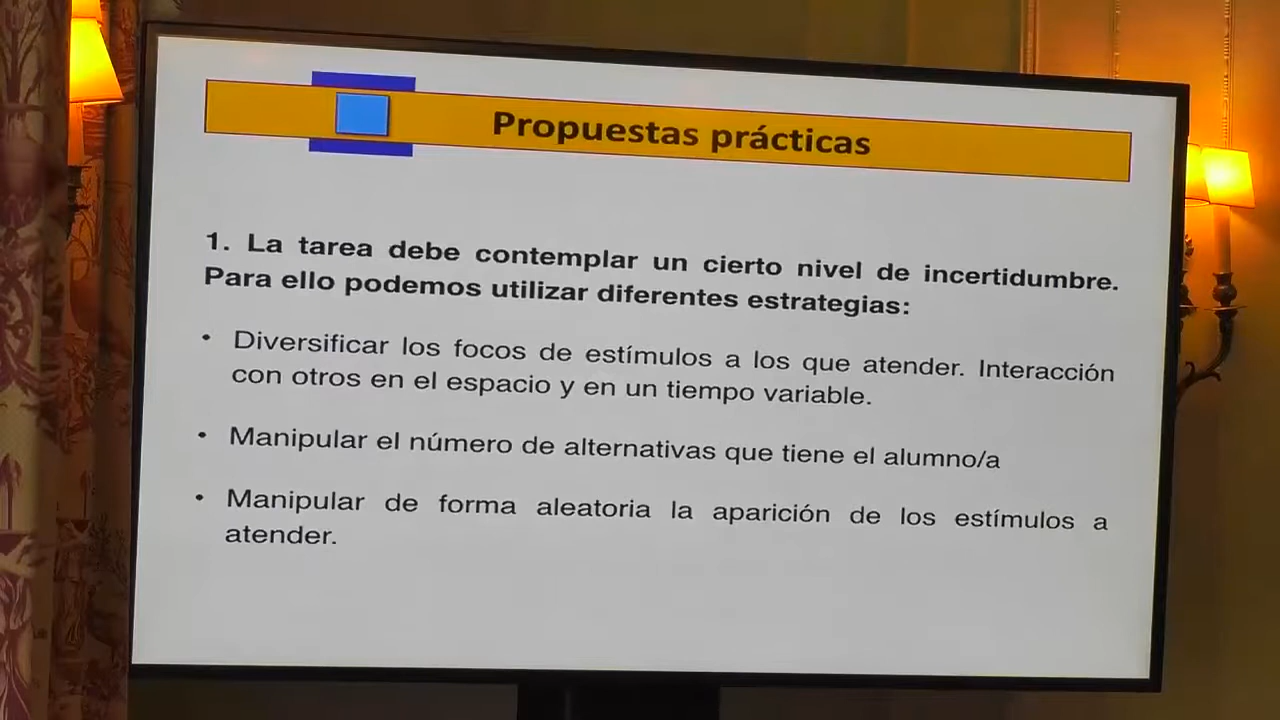 Propuestas prácticas
1. La tarea debe contemplar un cierto nivel de incertidumbre.
Para ello podemos utilizar diferentes estrategias:
• Diversificar los focos de estímulos a los que atender. Interacción
con otros en el espacio y en un tiempo variable.
• Manipular el número de alternativas que tiene el alumno/a
• Manipular de forma aleatoria la aparición de los estímulos a
atender.